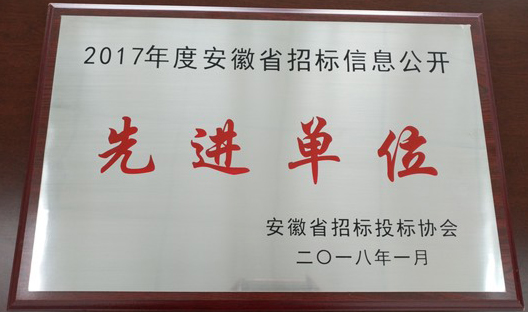 2017年度安徽省招标信息公开
先进单位
安徽省招标投标协会
二〇一八年一月